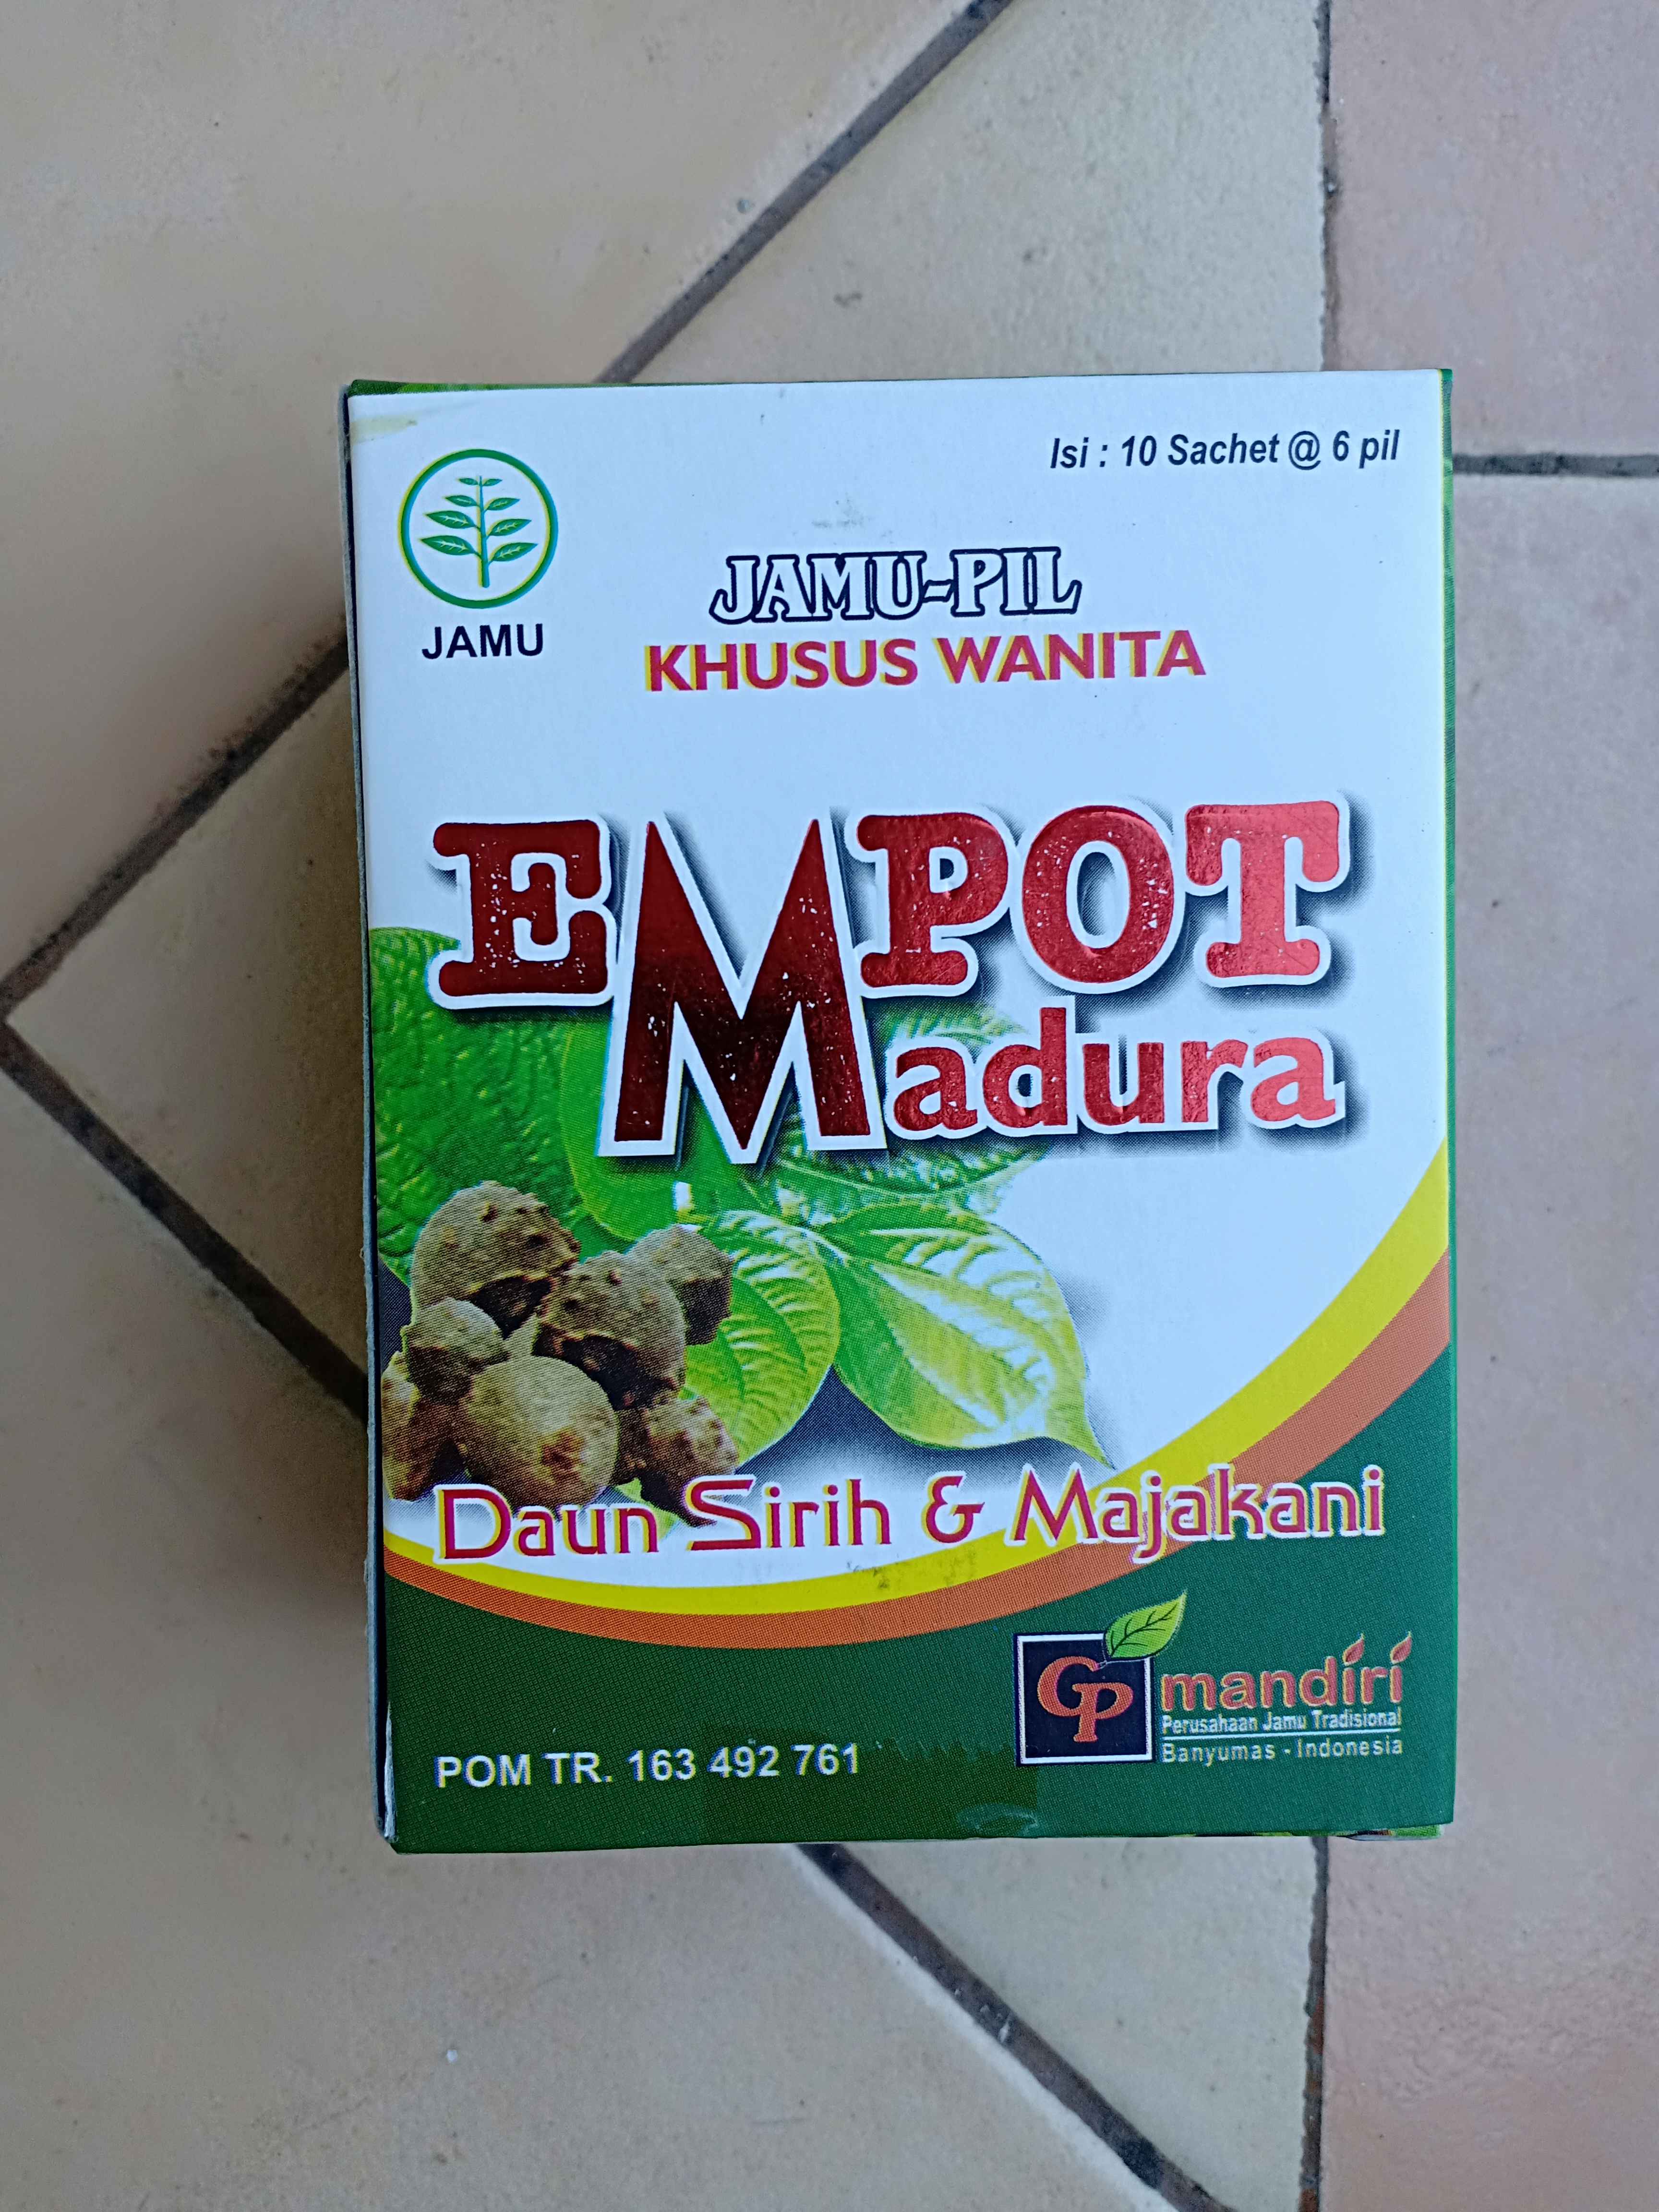 Isi : 10 Sachet @ 6 pil
JAMU
JAMU-PIL
KHUSUS WANITA
EMPOT
Madura
Daun Sirih & Majakani
CP mandiri
Perusahaan Jamu Tradisional
Banyumas - Indonesia
POM TR. 163 492 761